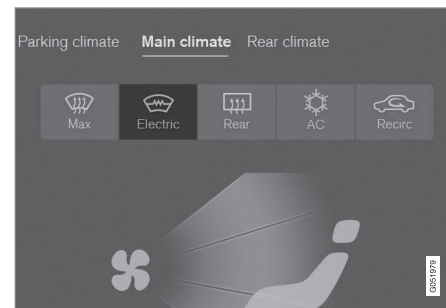 Parking climate Main climate Rear climate
Max Electric Rear AC Recirc
G051979